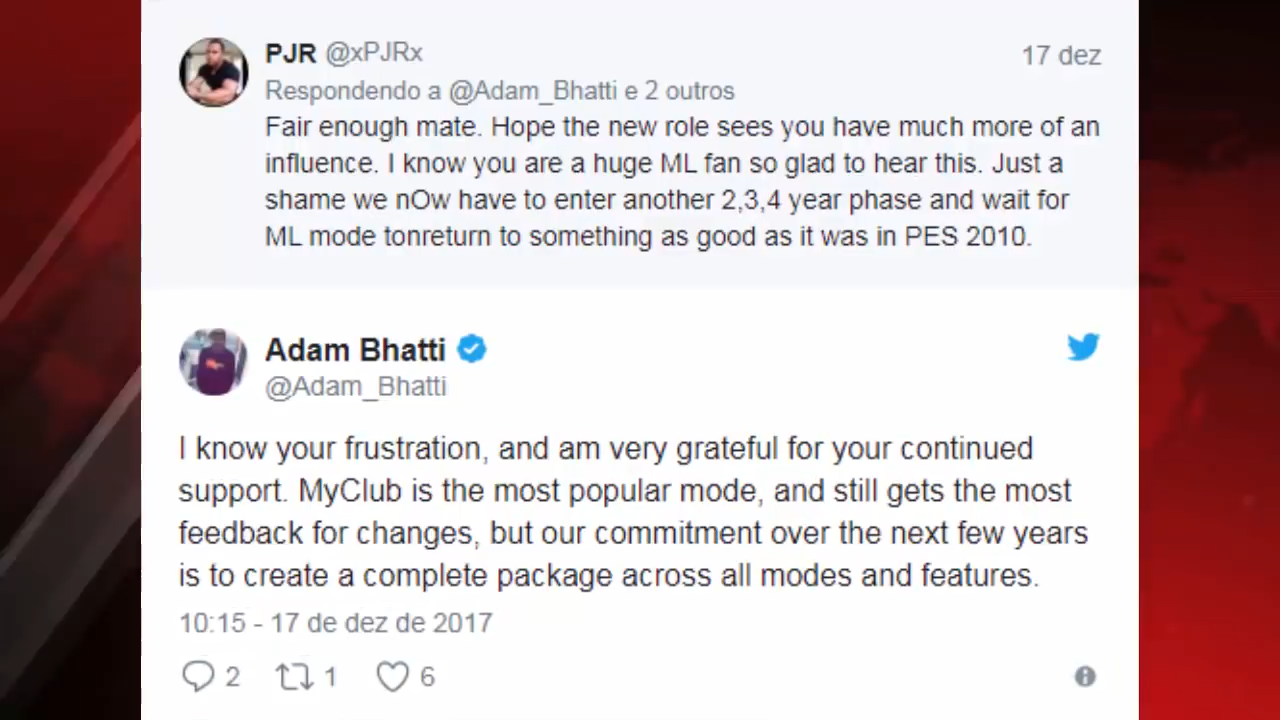 PJR @xPJRx 17 dez
Respondendo a @Adam_Bhatti e 2 outros
Fair enough mate. Hope the new role sees you have much more of an
influence. I know you are a huge ML fan so glad to hear this. Just a
shame we nOw have to enter another 2,3,4 year phase and wait for
ML mode tonreturn to something as good as it was in PES 2010.
Adam Bhatti
@Adam_Bhatti
I know your frustration, and am very grateful for your continued
support. MyClub is the most popular mode, and still gets the most
feedback for changes, but our commitment over the next few years
is to create a complete package across all modes and features.
10:15 - 17 de dez de 2017
2 1 6